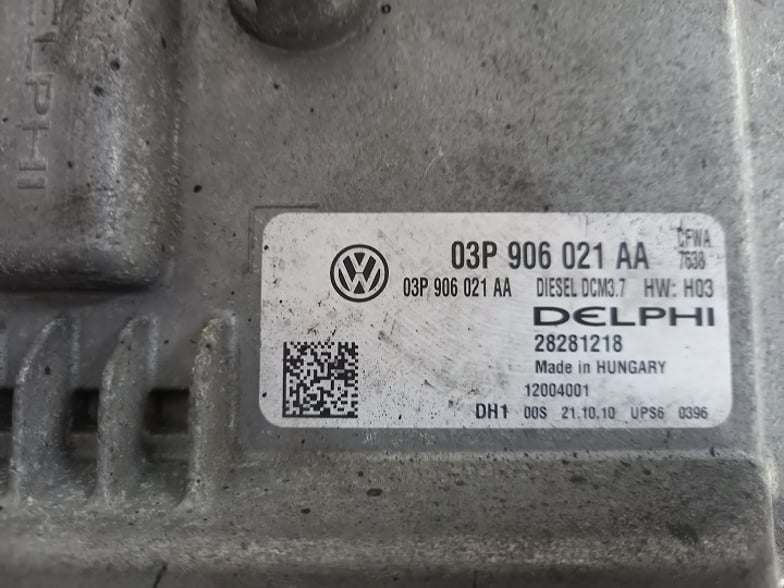 DELPHI
03P 906 021 AA CFWA
7638
03P 906 021 AA DIESEL DCM3.7 HW: H03
DELPHI
28281218
Made in HUNGARY
12004001
DH1 00S 21.10.10 UPS6 0396